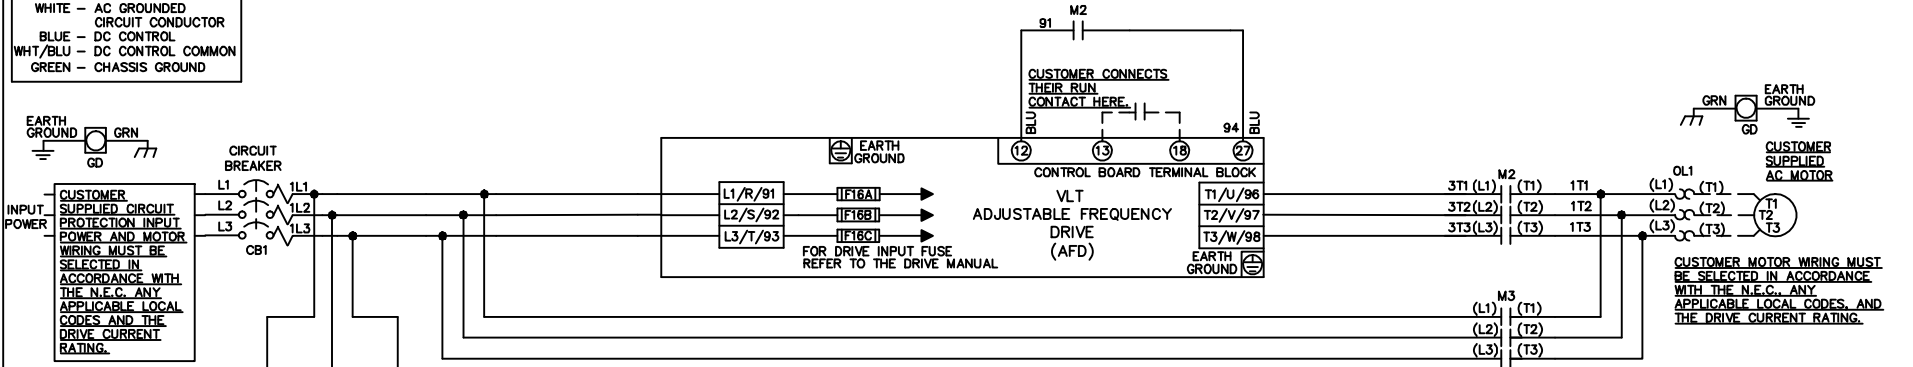 WHITE – AC GROUNDED
CIRCUIT CONDUCTOR
BLUE – DC CONTROL
WHT/BLU – DC CONTROL COMMON
GREEN – CHASSIS GROUND
EARTH
GROUND
GRN
GD
CIRCUIT
BREAKER
INPUT
POWER
CUSTOMER
SUPPLIED CIRCUIT
PROTECTION INPUT
POWER AND MOTOR
WIRING MUST BE
SELECTED IN
ACCORDANCE WITH
THE N.E.C. ANY
APPLICABLE LOCAL
CODES AND THE
DRIVE CURRENT
RATING.
L1
L2
L3
1L1
1L2
1L3
CB1
M2
91
CUSTOMER CONNECTS
THEIR RUN
CONTACT HERE.
BLU
94
BLU
12
13
18
27
CONTROL BOARD TERMINAL BLOCK
EARTH
GROUND
L1/R/91
L2/S/92
L3/T/93
F16A
F16B
F16C
FOR DRIVE INPUT FUSE
REFER TO THE DRIVE MANUAL
VLT
ADJUSTABLE FREQUENCY
DRIVE
(AFD)
T1/U/96
T2/V/97
T3/W/98
EARTH
GROUND
M2
3T1 (L1) (T1) 1T1
3T2(L2) (T2) 1T2
3T3(L3) (T3) 1T3
M3
(L1) (T1)
(L2) (T2)
(L3) (T3)
GRN
GD
EARTH
GROUND
CUSTOMER
SUPPLIED
AC MOTOR
OL1
(L1) (T1)
(L2) (T2)
(L3) (T3)
T1
T2
T3
CUSTOMER MOTOR WIRING MUST
BE SELECTED IN ACCORDANCE
WITH THE N.E.C., ANY
APPLICABLE LOCAL CODES, AND
THE DRIVE CURRENT RATING.